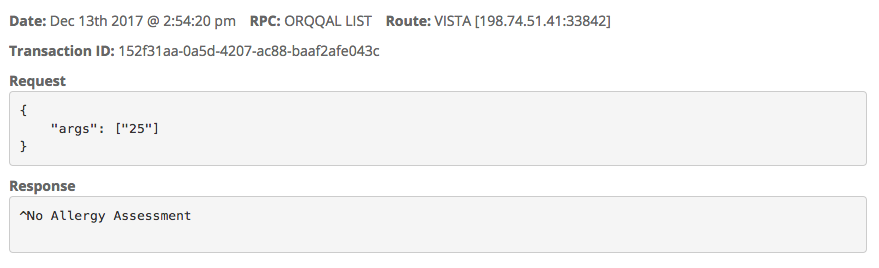 Date: Dec 13th 2017 @ 2:54:20 pm RPC: ORQQAL LIST Route: VISTA [198.74.51.41:33842]
Transaction ID: 152f31aa-0a5d-4207-ac88-baaf2afe043c
Request
{
"args": ["25"]
}
Response
^No Allergy Assessment